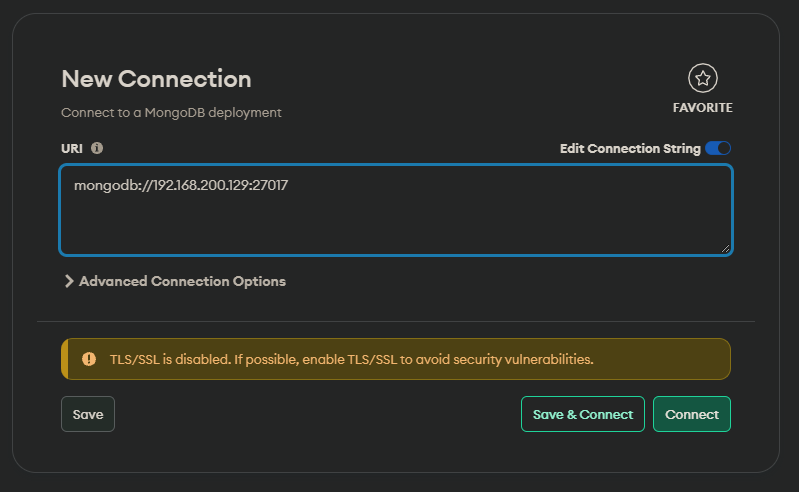 New Connection
FAVORITE
Connect to a MongoDB deployment
URI
Edit Connection String
mongodb://192.168.200.129:27017
Advanced Connection Options
TLS/SSL is disabled. If possible, enable TLS/SSL to avoid security vulnerabilities.
Save
Save & Connect
Connect